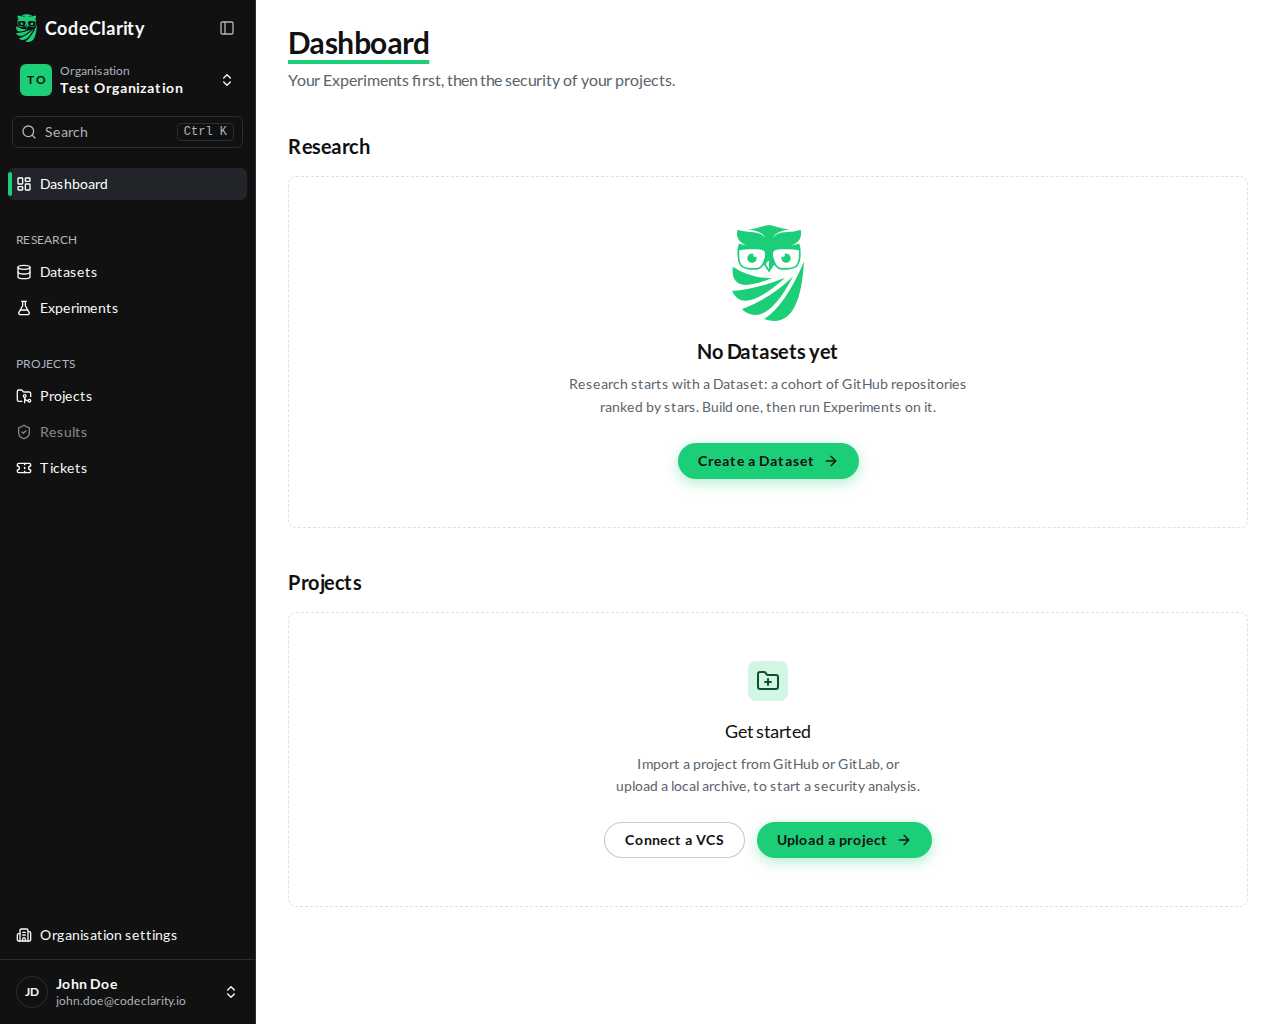 CodeClarity
TO
Organisation
Test Organization
Search
Ctrl K
Dashboard
RESEARCH
Datasets
Experiments
PROJECTS
Projects
Results
Tickets
Organisation settings
JD
John Doe
john.doe@codeclarity.io
Dashboard
Your Experiments first, then the security of your projects.
Research
No Datasets yet
Research starts with a Dataset: a cohort of GitHub repositories
ranked by stars. Build one, then run Experiments on it.
Create a Dataset
Projects
Get started
Import a project from GitHub or GitLab, or
upload a local archive, to start a security analysis.
Connect a VCS
Upload a project